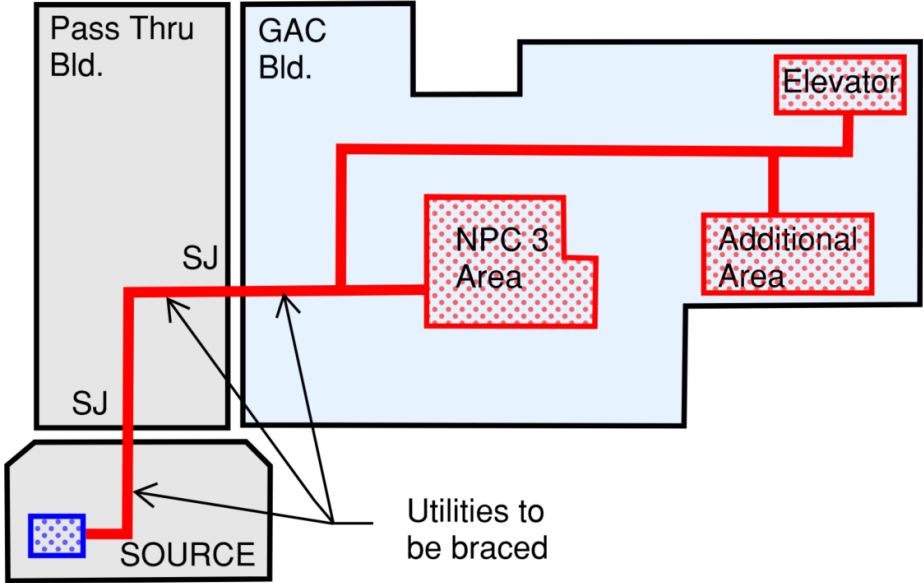 Pass Thru
Bld.
GAC
Bld.
Elevator
NPC 3
Area
Additional
Area
SJ
SJ
Utilities to
be braced
SOURCE